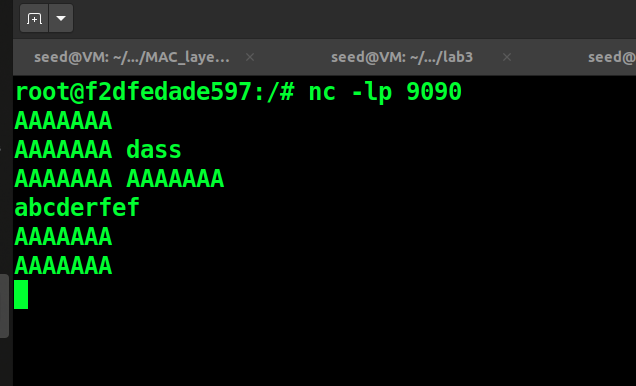 seed@VM: ~/.../MAC_laye... × seed@VM: ~/.../lab3 × seed@
root@f2dfedade597:/# nc -lp 9090
AAAAAAA
AAAAAAA dass
AAAAAAA AAAAAAA
abcderfef
AAAAAAA
AAAAAAA